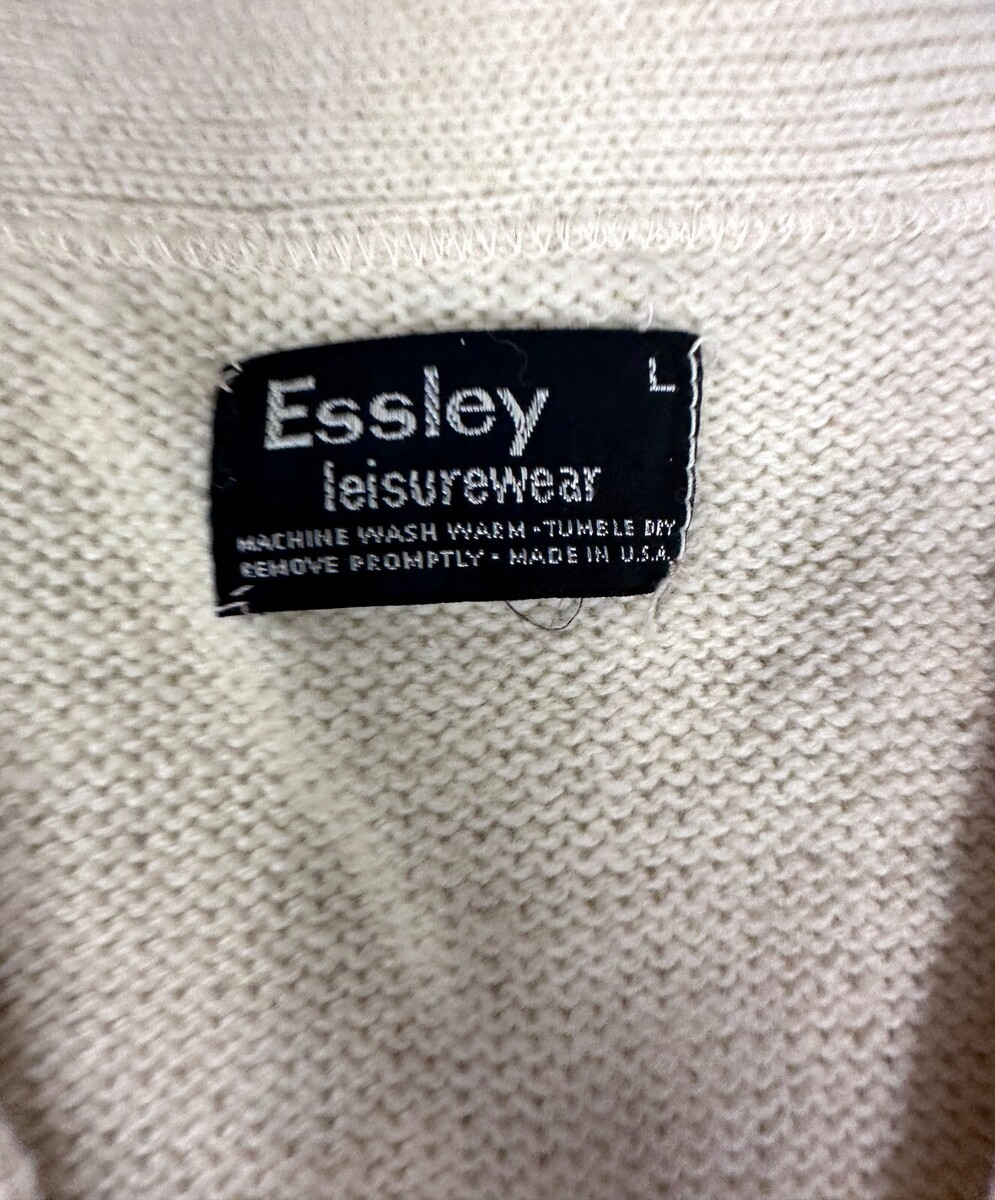 Essley
L
leisurewear
MACHINE WASH WARM - TUMBLE DRY
REMOVE PROMPTLY - MADE IN U.S.A.